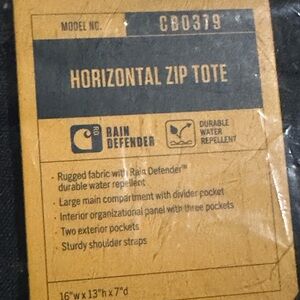 MODEL NO. CB0379
HORIZONTAL ZIP TOTE
RD
RAIN
DEFENDER
DURABLE
WATER
REPELLENT
· Rugged fabric with Rain Defender™
durable water repellent
· Large main compartment with divider pocket
· Interior organizational panel with three pockets
· Two exterior pockets
· Sturdy shoulder straps
16"w x 13"h x 7"d